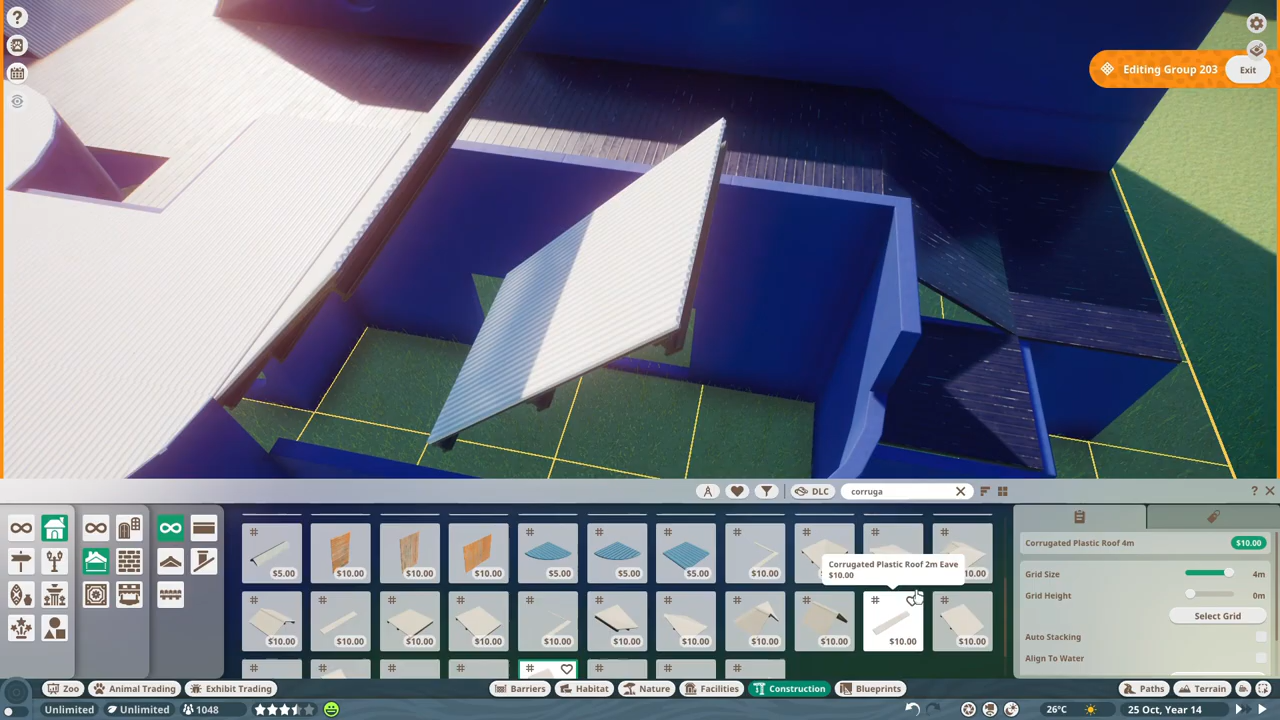 ?
Editing Group 203
Exit
DLC
corruga
?
$5.00
$10.00
$10.00
$10.00
$5.00
$5.00
$5.00
$10.00
Corrugated Plastic Roof 2m Eave
$10.00
$10.00
$10.00
$10.00
$10.00
$10.00
$10.00
$10.00
$10.00
$10.00
$10.00
$10.00
$10.00
Corrugated Plastic Roof 4m
$10.00
Grid Size
4m
Grid Height
0m
Select Grid
Auto Stacking
Align To Water
Zoo
Animal Trading
Exhibit Trading
Barriers
Habitat
Nature
Facilities
Construction
Blueprints
Paths
Terrain
Unlimited
Unlimited
1048
26°C
25 Oct, Year 14